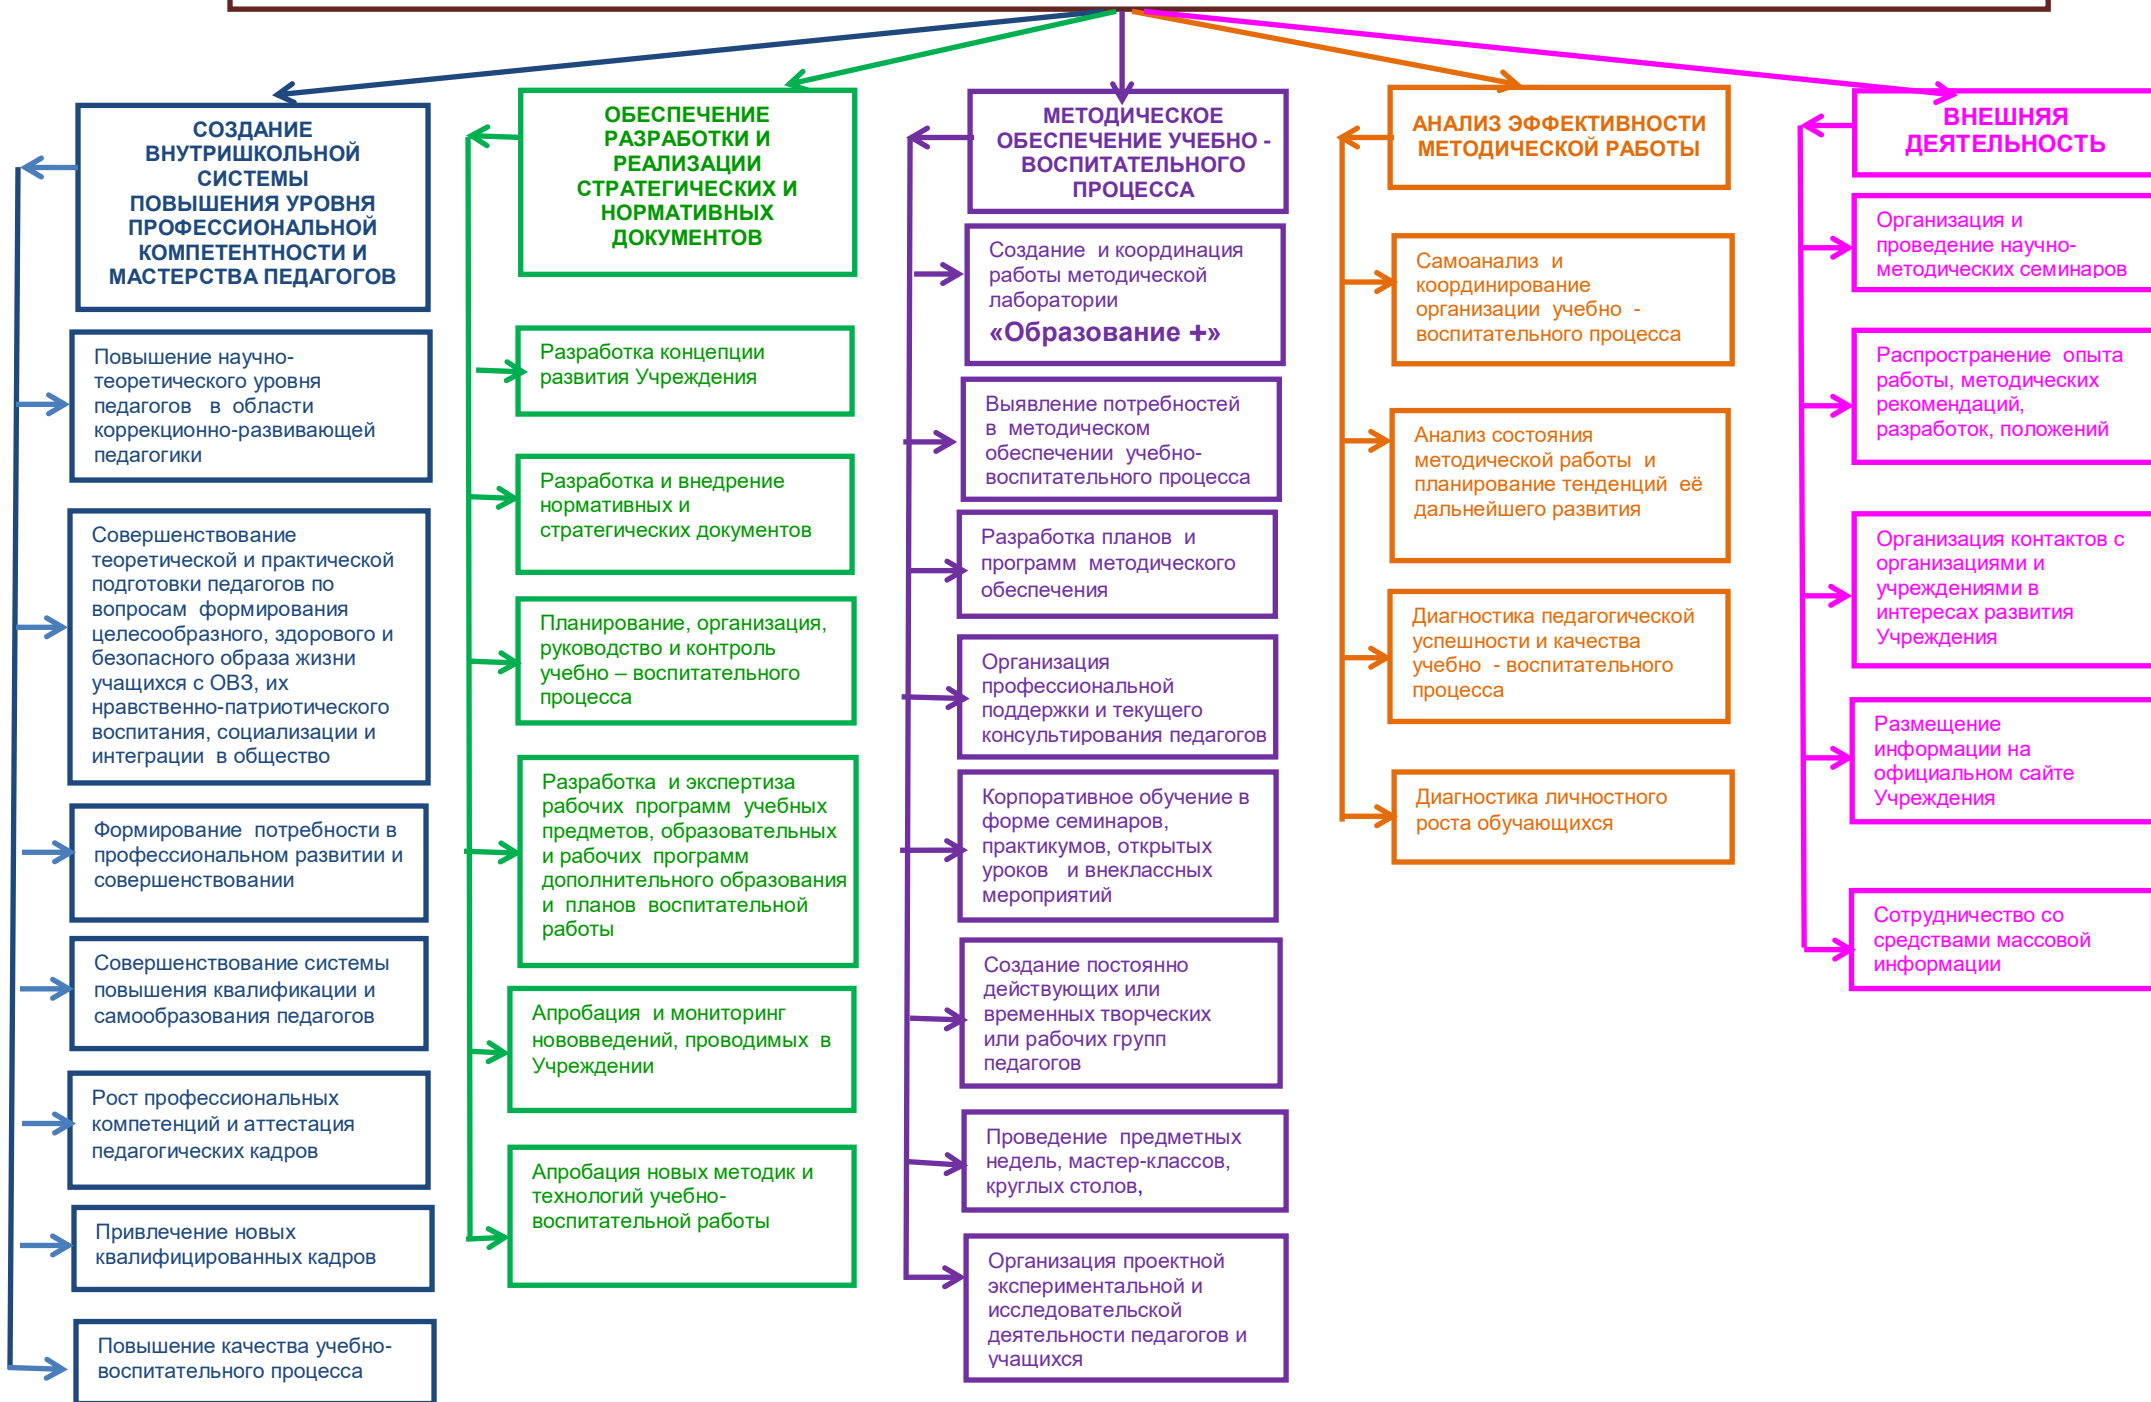 СОЗДАНИЕ
ВНУТРИШКОЛЬНОЙ
СИСТЕМЫ
ПОВЫШЕНИЯ УРОВНЯ
ПРОФЕССИОНАЛЬНОЙ
КОМПЕТЕНТНОСТИ И
МАСТЕРСТВА ПЕДАГОГОВ
Повышение научно-
теоретического уровня
педагогов в области
коррекционно-развивающей
педагогики
Совершенствование
теоретической и практической
подготовки педагогов по
вопросам формирования
целесообразного, здорового и
безопасного образа жизни
учащихся с ОВЗ, их
нравственно-патриотического
воспитания, социализации и
интеграции в общество
Формирование потребности в
профессиональном развитии и
совершенствовании
Совершенствование системы
повышения квалификации и
самообразования педагогов
Рост профессиональных
компетенций и аттестация
педагогических кадров
Привлечение новых
квалифицированных кадров
Повышение качества учебно-
воспитательного процесса
ОБЕСПЕЧЕНИЕ
РАЗРАБОТКИ И
РЕАЛИЗАЦИИ
СТРАТЕГИЧЕСКИХ И
НОРМАТИВНЫХ
ДОКУМЕНТОВ
Разработка концепции
развития Учреждения
Разработка и внедрение
нормативных и
стратегических документов
Планирование, организация,
руководство и контроль
учебно – воспитательного
процесса
Разработка и экспертиза
рабочих программ учебных
предметов, образовательных
и рабочих программ
дополнительного образования
и планов воспитательной
работы
Апробация и мониторинг
нововведений, проводимых в
Учреждении
Апробация новых методик и
технологий учебно-
воспитательной работы
МЕТОДИЧЕСКОЕ
ОБЕСПЕЧЕНИЕ УЧЕБНО -
ВОСПИТАТЕЛЬНОГО
ПРОЦЕССА
Создание и координация
работы методической
лаборатории
«Образование +»
Выявление потребностей
в методическом
обеспечении учебно-
воспитательного процесса
Разработка планов и
программ методического
обеспечения
Организация
профессиональной
поддержки и текущего
консультирования педагогов
Корпоративное обучение в
форме семинаров,
практикумов, открытых
уроков и внеклассных
мероприятий
Создание постоянно
действующих или
временных творческих
или рабочих групп
педагогов
Проведение предметных
недель, мастер-классов,
круглых столов,
Организация проектной
экспериментальной и
исследовательской
деятельности педагогов и
учащихся
АНАЛИЗ ЭФФЕКТИВНОСТИ
МЕТОДИЧЕСКОЙ РАБОТЫ
Самоанализ и
координирование
организации учебно -
воспитательного процесса
Анализ состояния
методической работы и
планирование тенденций её
дальнейшего развития
Диагностика педагогической
успешности и качества
учебно - воспитательного
процесса
Диагностика личностного
роста обучающихся
ВНЕШНЯЯ
ДЕЯТЕЛЬНОСТЬ
Организация и
проведение научно-
методических семинаров
Распространение опыта
работы, методических
рекомендаций,
разработок, положений
Организация контактов с
организациями и
учреждениями в
интересах развития
Учреждения
Размещение
информации на
официальном сайте
Учреждения
Сотрудничество со
средствами массовой
информации